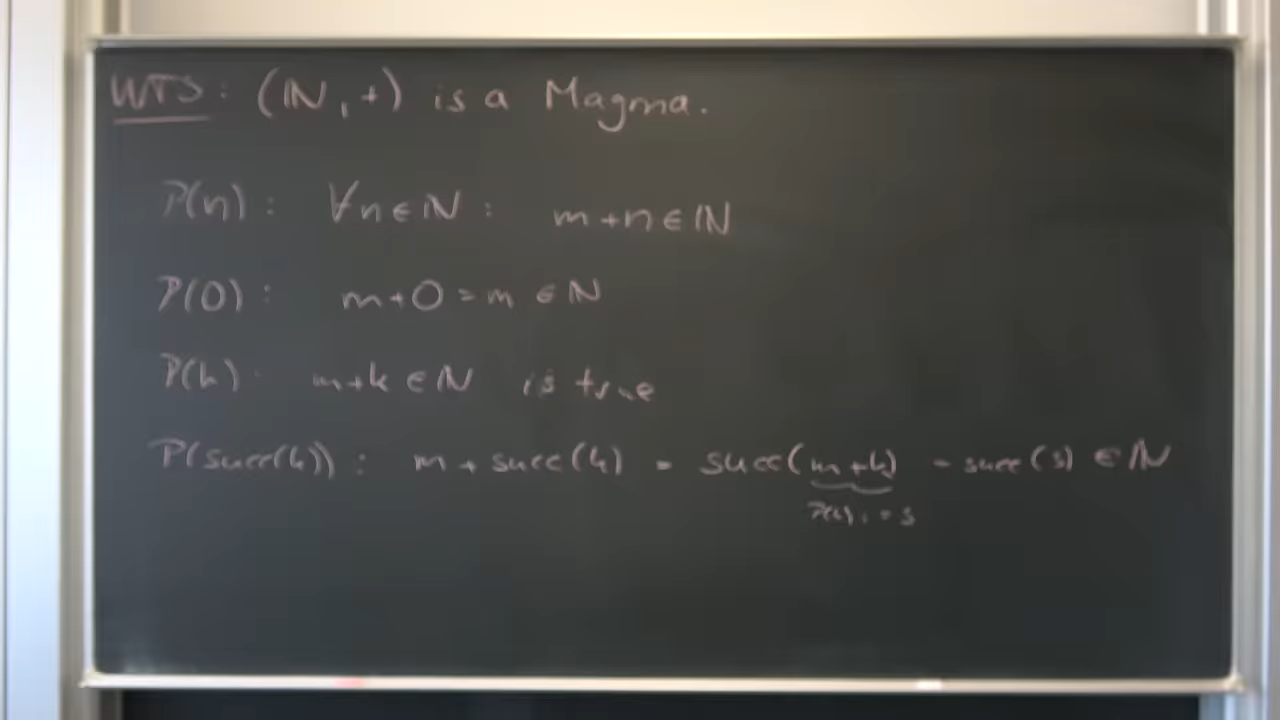 WTS: (ℕ, +) is a Magma.
P(n): ∀n∈ℕ: m+n∈ℕ
P(0): m+0=m ∈ℕ
P(k): m+k ∈ℕ is true
P(succ(k)): m + succ(k) = succ(m+k) = succ(s) ∈ ℕ
P(k), := s